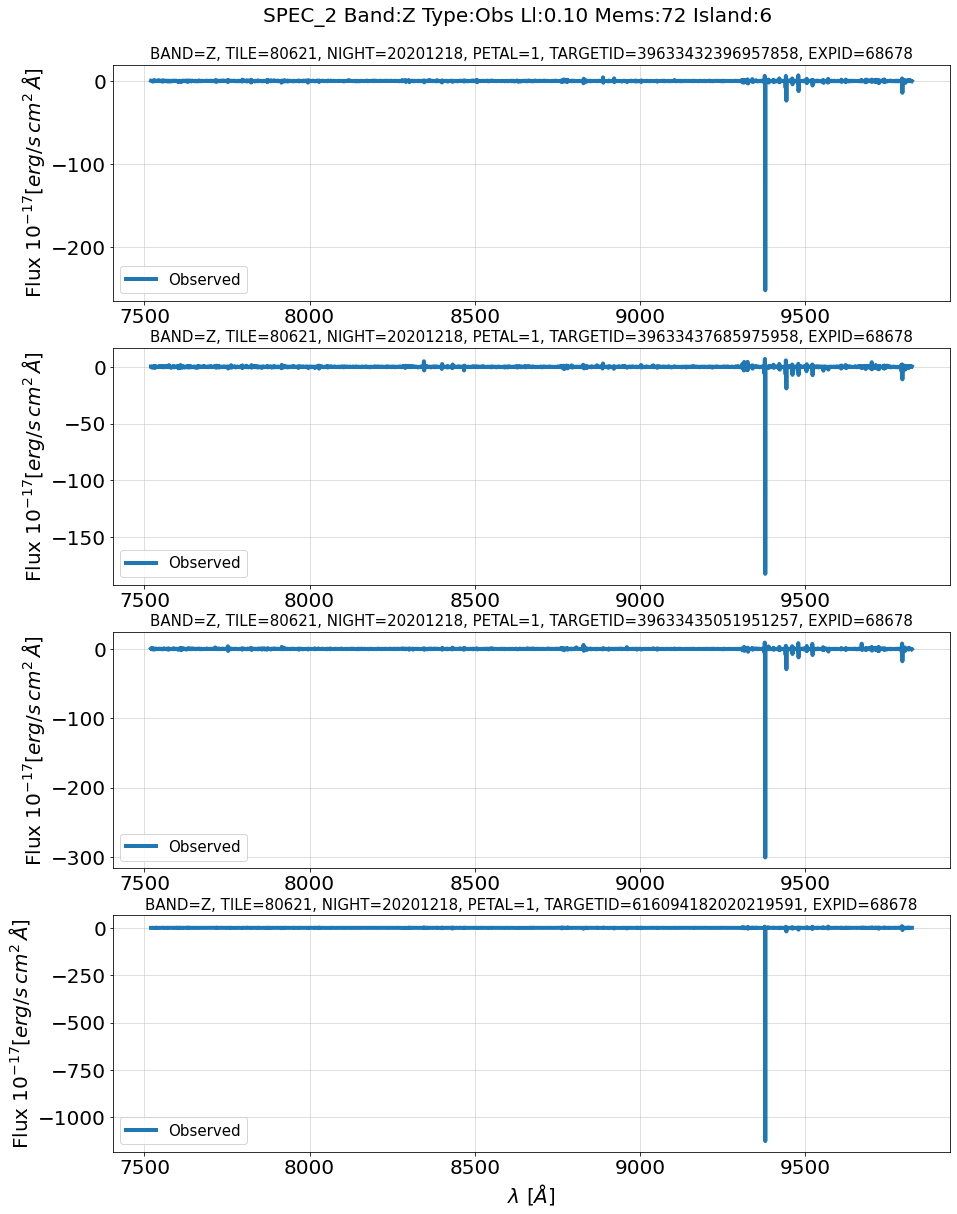 SPEC_2 Band:Z Type:Obs Ll:0.10 Mems:72 Island:6
BAND=Z, TILE=80621, NIGHT=20201218, PETAL=1, TARGETID=39633432396957858, EXPID=68678
Flux 10^{-17}[erg/s cm^2 Å]
0
−100
−200
Observed
7500 8000 8500 9000 9500
BAND=Z, TILE=80621, NIGHT=20201218, PETAL=1, TARGETID=39633437685975958, EXPID=68678
Flux 10^{-17}[erg/s cm^2 Å]
0
−50
−100
−150
Observed
7500 8000 8500 9000 9500
BAND=Z, TILE=80621, NIGHT=20201218, PETAL=1, TARGETID=39633435051951257, EXPID=68678
Flux 10^{-17}[erg/s cm^2 Å]
0
−100
−200
−300
Observed
7500 8000 8500 9000 9500
BAND=Z, TILE=80621, NIGHT=20201218, PETAL=1, TARGETID=616094182020219591, EXPID=68678
Flux 10^{-17}[erg/s cm^2 Å]
0
−250
−500
−750
−1000
Observed
7500 8000 8500 9000 9500
λ [Å]